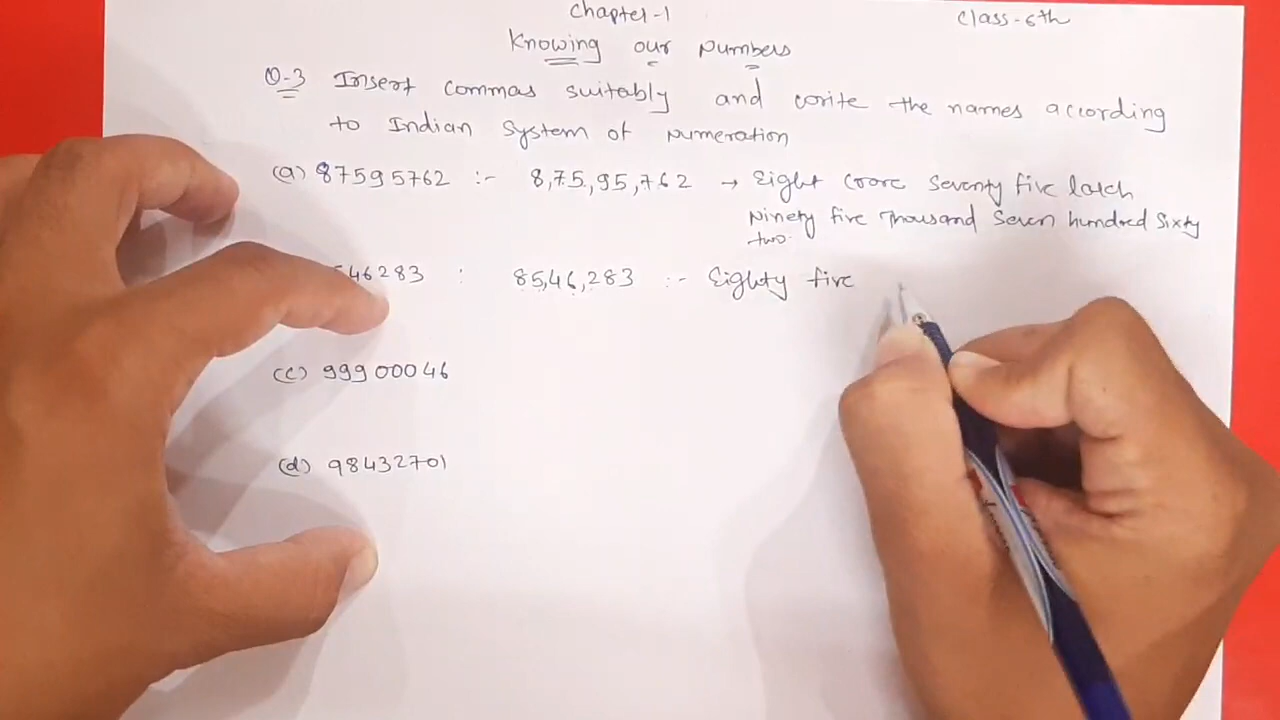 Chapter-1
Class-6th
Knowing our Numbers
Q-3 Insert commas suitably and write the names according
to Indian System of Numeration
(a) 87595762 :- 8,75,95,762 → Eight crore Seventy five lakh
Ninety five Thousand Seven hundred Sixty
two.
546283 : 85,46,283 :- Eighty five
(c) 99900046
(d) 98432701